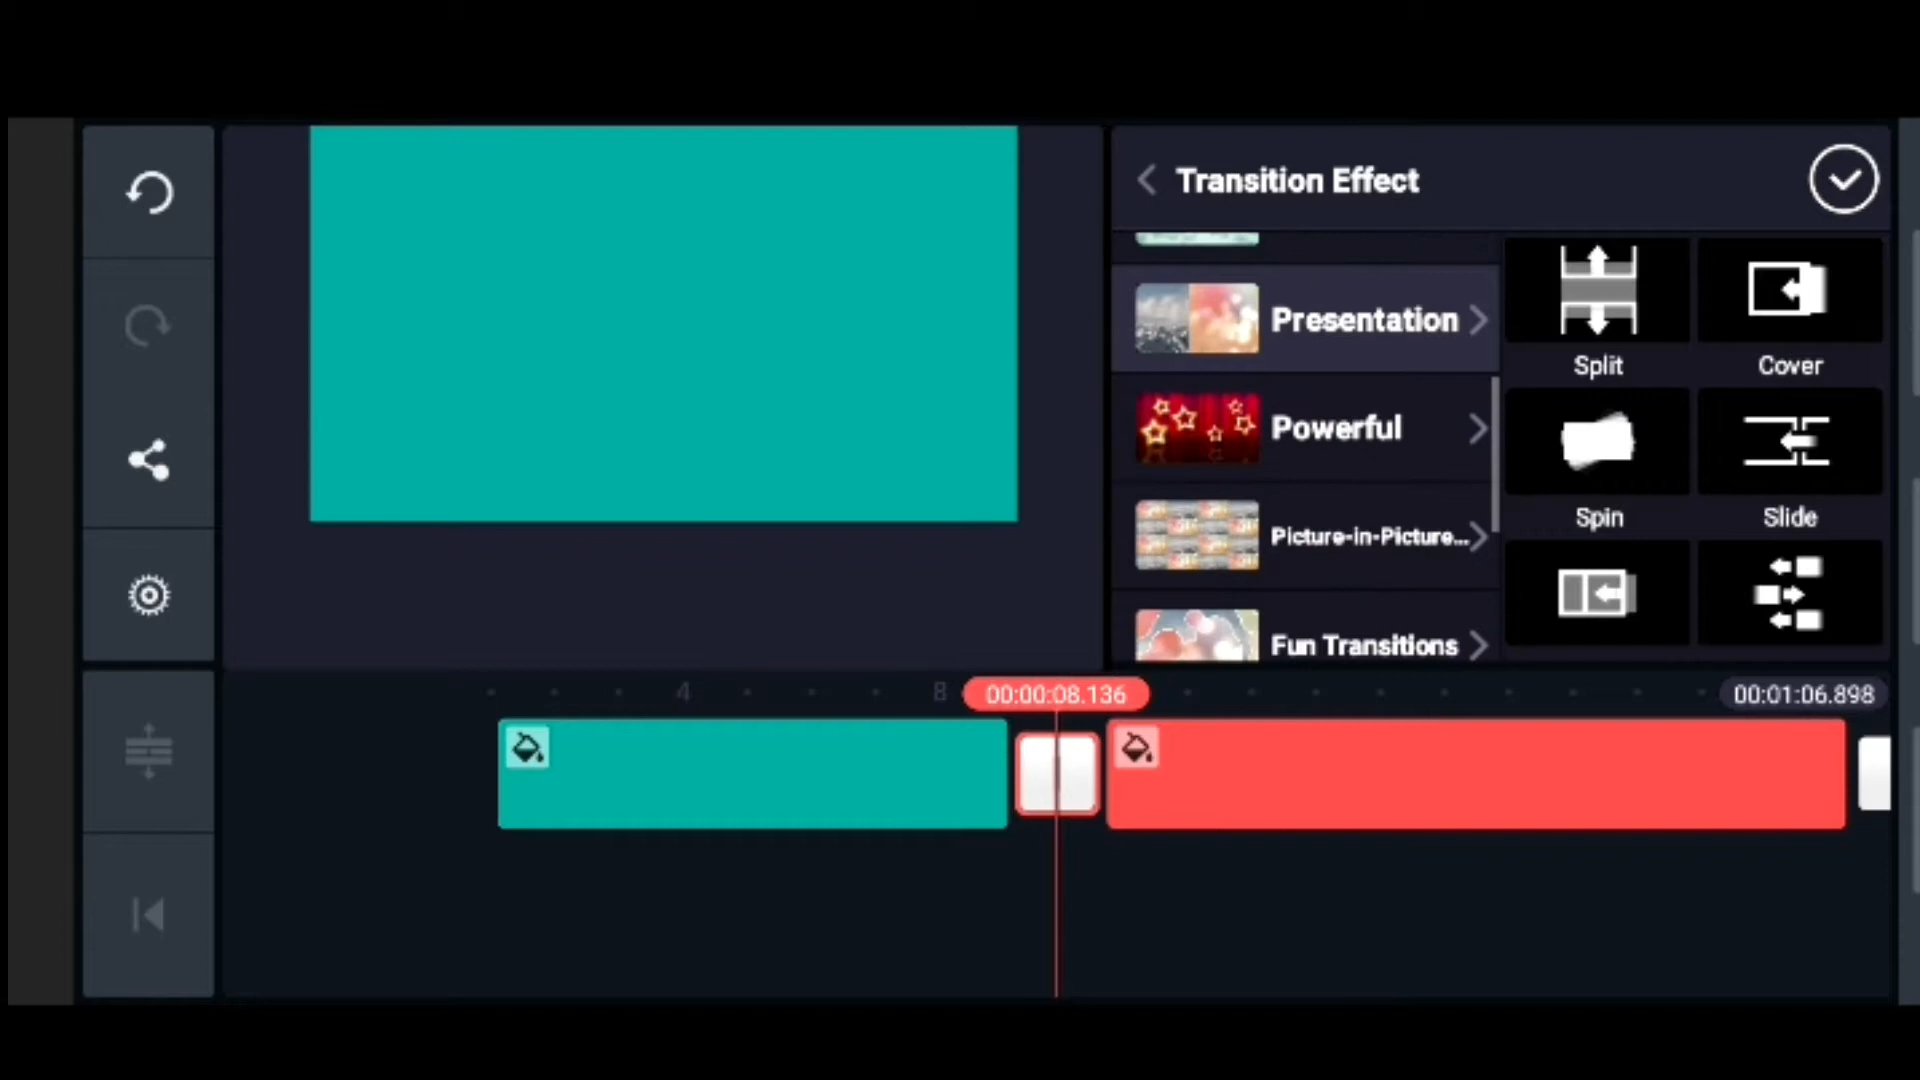 Transition Effect
Presentation
Powerful
Picture-in-Picture...
Fun Transitions
Split
Cover
Spin
Slide
4
8
00:00:08.136
00:01:06.898